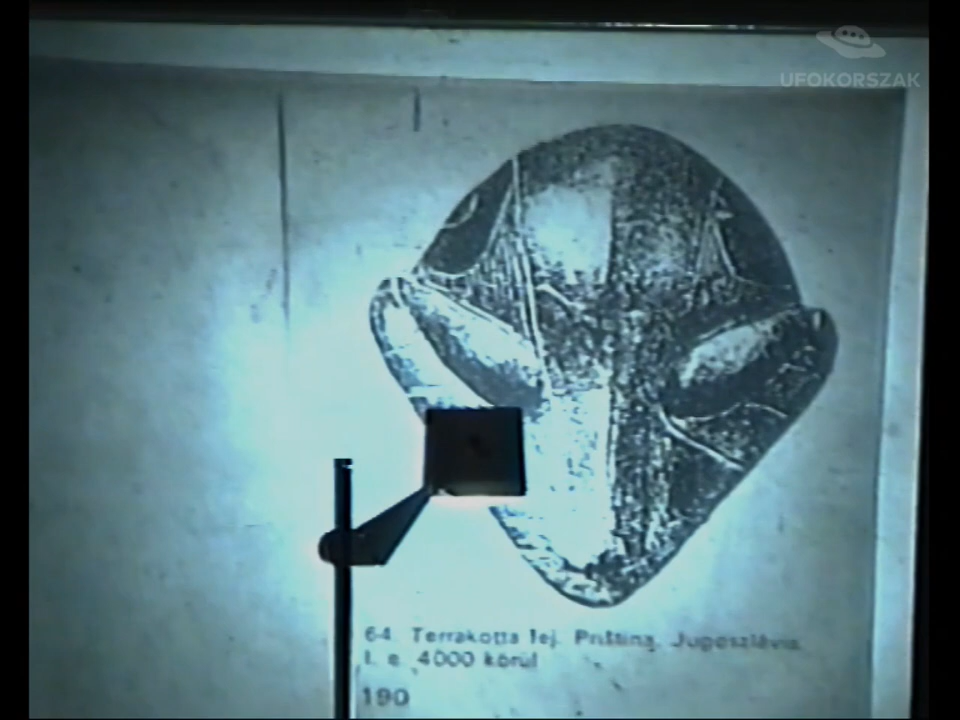 UFOKORSZAK
64. Terrakotta fej. Priština. Jugoszlávia.
I. e. 4000 körül
190